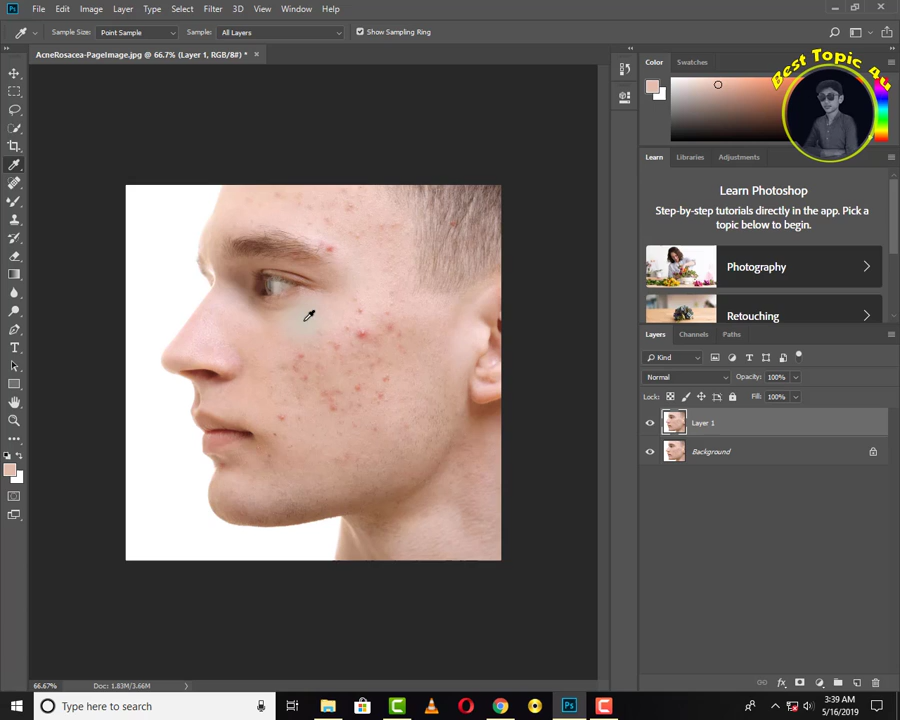 Ps File Edit Image Layer Type Select Filter 3D View Window Help
Sample Size: Point Sample Sample: All Layers Show Sampling Ring
AcneRosacea-PageImage.jpg @ 66.7% (Layer 1, RGB/8#) * ×
Color Swatches
Best Topic 4u
Learn Libraries Adjustments
Learn Photoshop
Step-by-step tutorials directly in the app. Pick a
topic below to begin.
Photography
Retouching
Layers Channels Paths
Kind
Normal Opacity: 100%
Lock: Fill: 100%
Layer 1
Background
66.67% Doc: 1.83M/3.66M
Type here to search
Ps
3:39 AM
5/16/2019